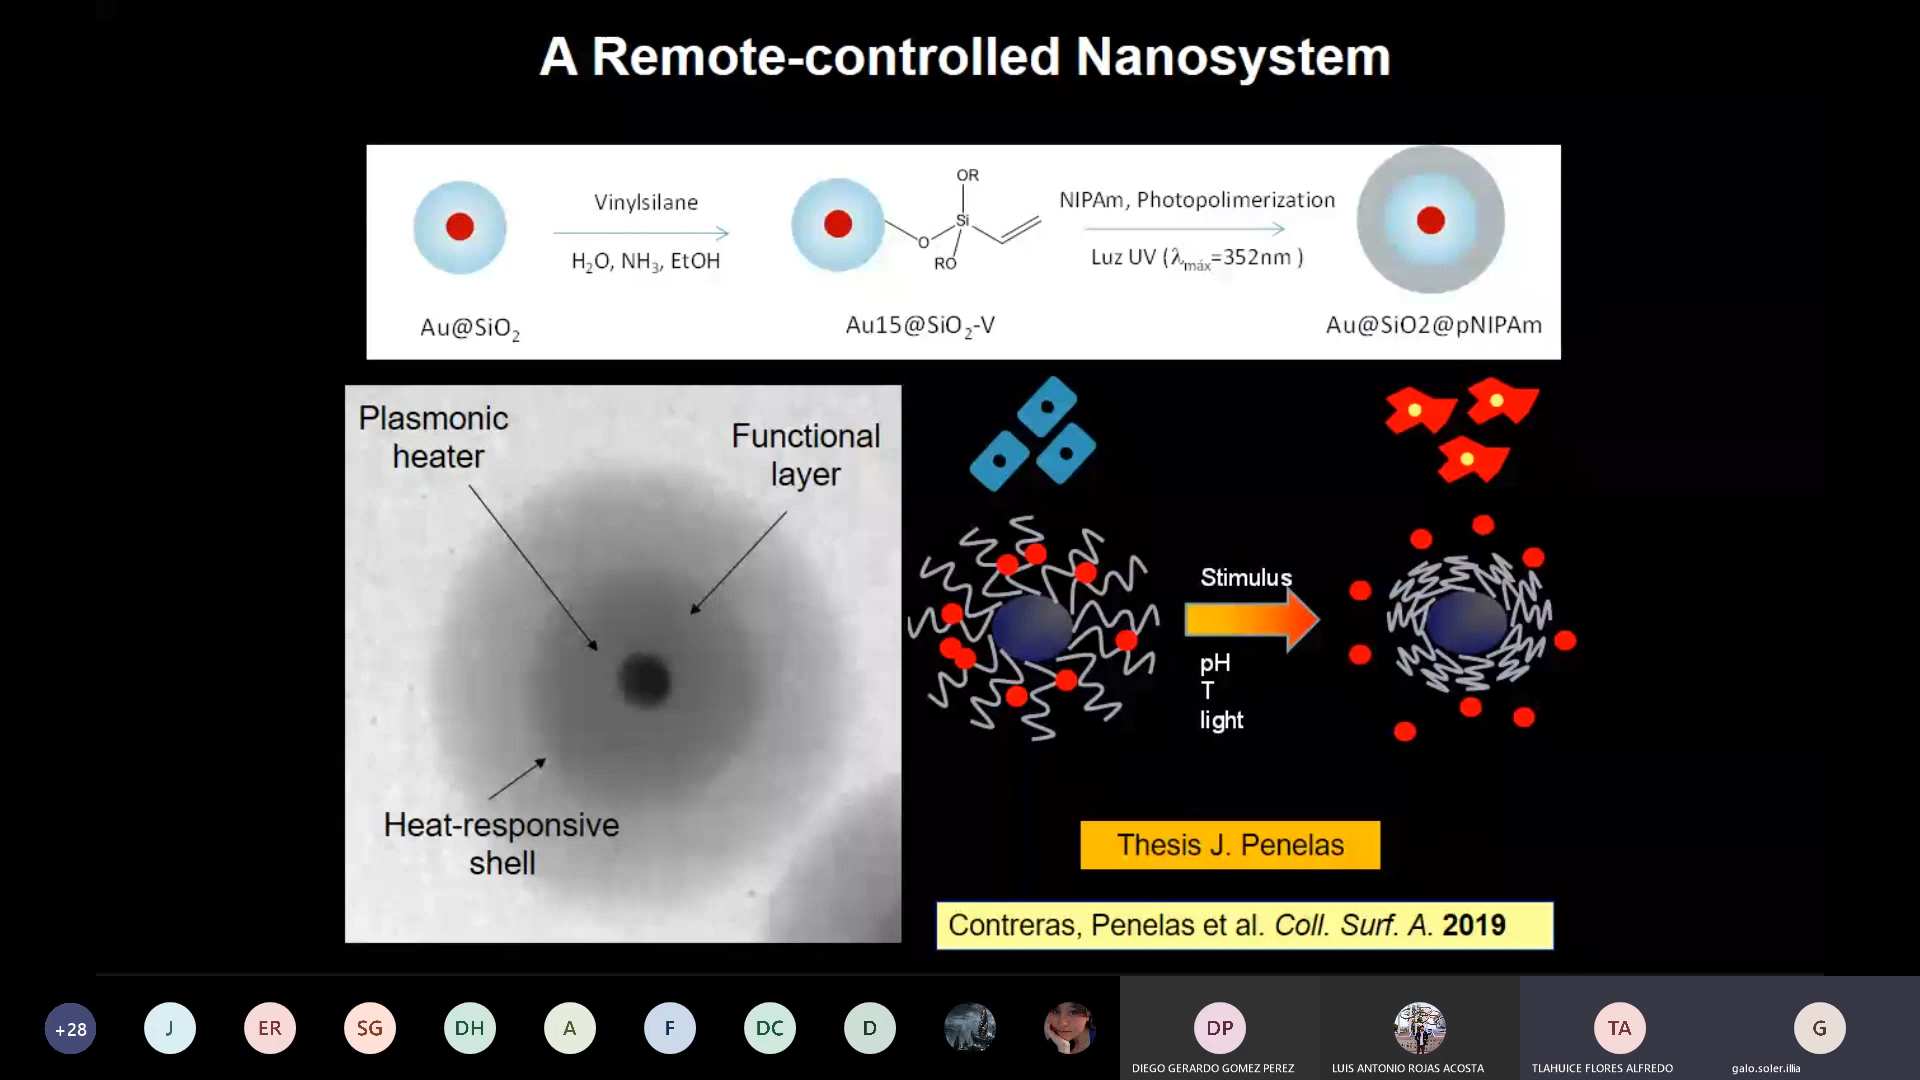 A Remote-controlled Nanosystem
Vinylsilane
H₂O, NH₃, EtOH
Au@SiO₂
OR
Si
O
RO
Au15@SiO₂-V
NIPAm, Photopolimerization
Luz UV (λmáx=352nm )
Au@SiO2@pNIPAm
Plasmonic
heater
Functional
layer
Heat-responsive
shell
Stimulus
pH
T
light
Thesis J. Penelas
Contreras, Penelas et al. Coll. Surf. A. 2019
+28
J
ER
SG
DH
A
F
DC
D
DP
DIEGO GERARDO GOMEZ PEREZ
LUIS ANTONIO ROJAS ACOSTA
TA
TLAHUICE FLORES ALFREDO
G
galo.soler.illia